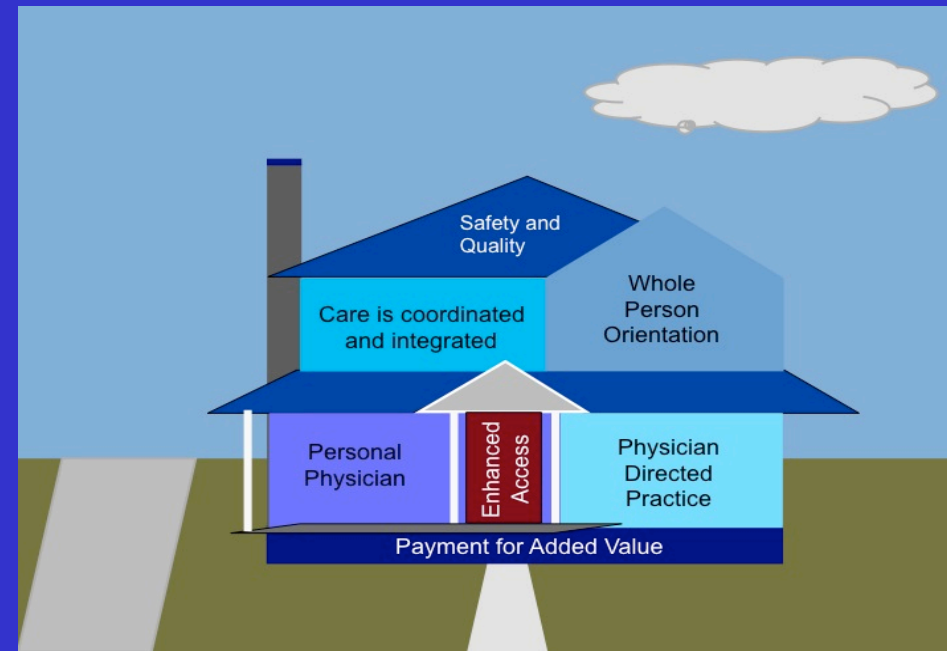 Safety and
Quality
Care is coordinated
and integrated
Whole
Person
Orientation
Personal
Physician
Enhanced
Access
Physician
Directed
Practice
Payment for Added Value